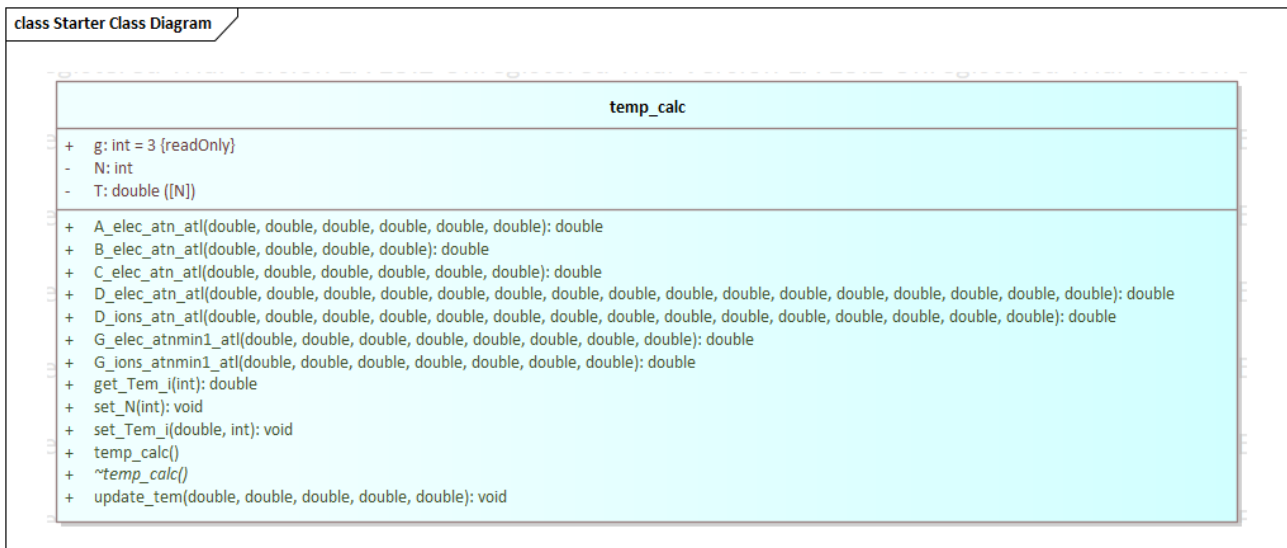 class Starter Class Diagram
temp_calc
+ g: int = 3 {readOnly}
- N: int
- T: double ([N])
+ A_elec_atn_atl(double, double, double, double, double, double): double
+ B_elec_atn_atl(double, double, double, double): double
+ C_elec_atn_atl(double, double, double, double, double, double): double
+ D_elec_atn_atl(double, double, double, double, double, double, double, double, double, double, double, double, double, double, double, double): double
+ D_ions_atn_atl(double, double, double, double, double, double, double, double, double, double, double, double, double, double, double): double
+ G_elec_atnmin1_atl(double, double, double, double, double, double, double, double): double
+ G_ions_atnmin1_atl(double, double, double, double, double, double, double): double
+ get_Tem_i(int): double
+ set_N(int): void
+ set_Tem_i(double, int): void
+ temp_calc()
+ ~temp_calc()
+ update_tem(double, double, double, double, double): void